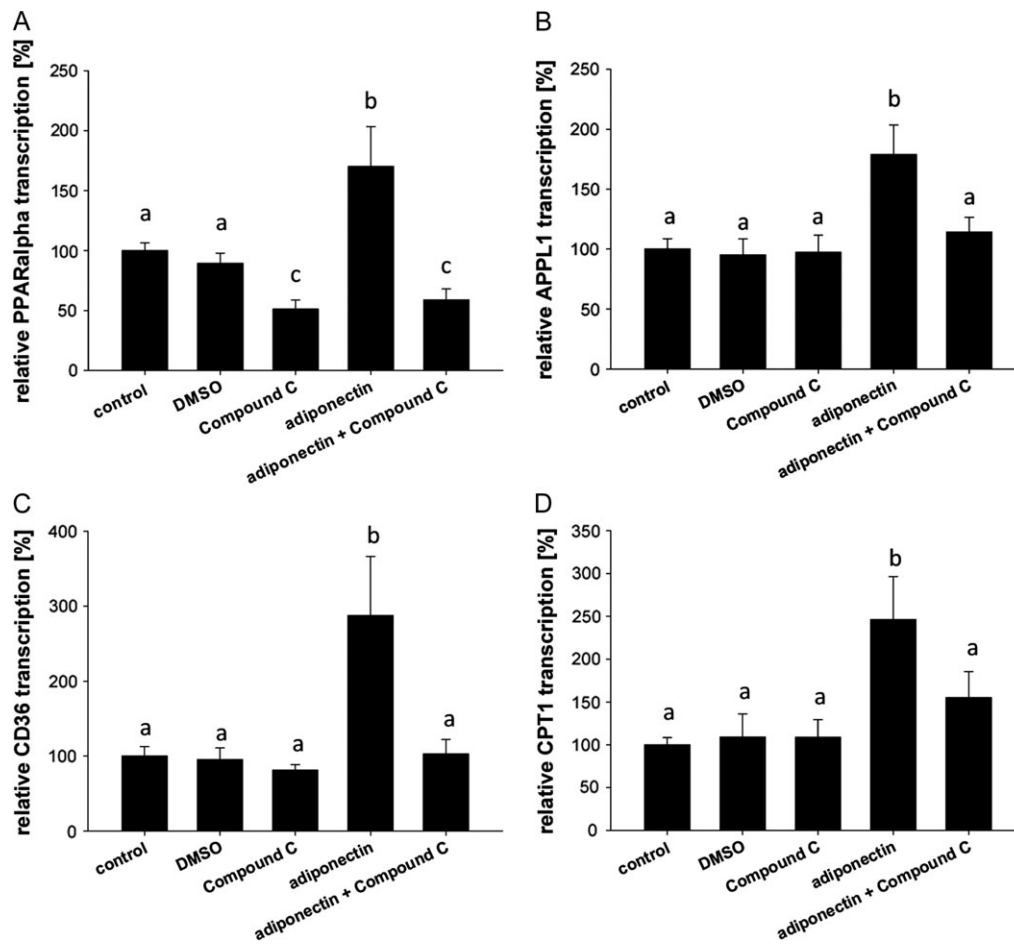 A
relative PPARalpha transcription [%]
250
200
150
100
50
0
a
a
c
b
c
control
DMSO
Compound C
adiponectin
adiponectin + Compound C
B
relative APPL1 transcription [%]
250
200
150
100
50
0
a
a
a
b
a
control
DMSO
Compound C
adiponectin
adiponectin + Compound C
C
relative CD36 transcription [%]
400
300
200
100
0
a
a
a
b
a
control
DMSO
Compound C
adiponectin
adiponectin + Compound C
D
relative CPT1 transcription [%]
350
300
250
200
150
100
50
0
a
a
a
b
a
control
DMSO
Compound C
adiponectin
adiponectin + Compound C